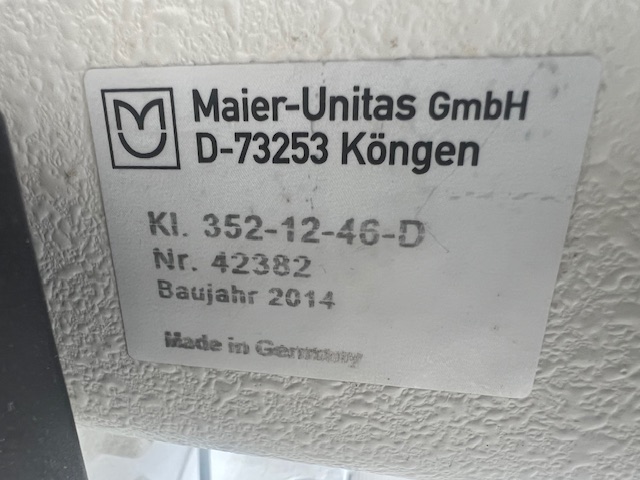 Maier-Unitas GmbH
D-73253 Köngen
Kl. 352-12-46-D
Nr. 42382
Baujahr 2014
Made in Germany